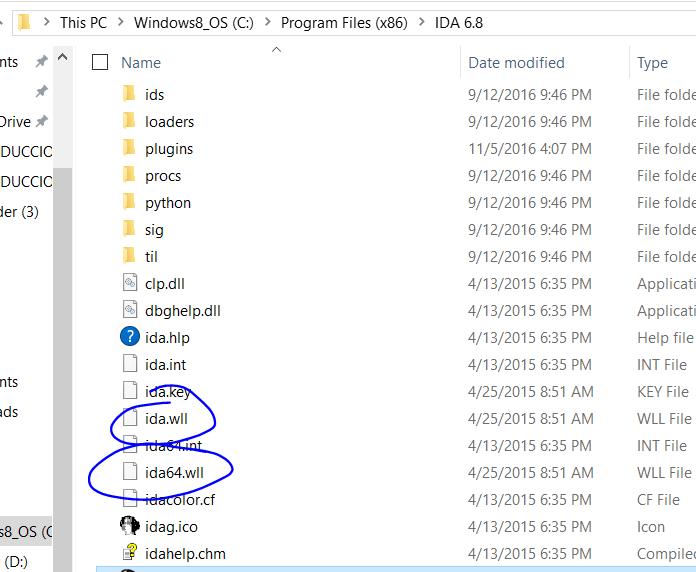 This PC > Windows8_OS (C:) > Program Files (x86) > IDA 6.8
Name Date modified Type
ids 9/12/2016 9:46 PM File folde
loaders 9/12/2016 9:46 PM File folde
plugins 11/5/2016 4:07 PM File folde
procs 9/12/2016 9:46 PM File folde
python 9/12/2016 9:46 PM File folde
sig 9/12/2016 9:46 PM File folde
til 9/12/2016 9:46 PM File folde
clp.dll 4/13/2015 6:35 PM Applicati
dbghelp.dll 4/13/2015 6:35 PM Applicati
ida.hlp 4/13/2015 6:35 PM Help file
ida.int 4/13/2015 6:35 PM INT File
ida.key 4/25/2015 8:51 AM KEY File
ida.wll 4/25/2015 8:51 AM WLL File
ida64.int 4/13/2015 6:35 PM INT File
ida64.wll 4/25/2015 8:51 AM WLL File
idacolor.cf 4/13/2015 6:35 PM CF File
idag.ico 4/13/2015 6:35 PM Icon
idahelp.chm 4/13/2015 6:35 PM Compiled
nts
Drive
DUCCIO
DUCCIO
der (3)
nts
ads
s8_OS (C
(D:)